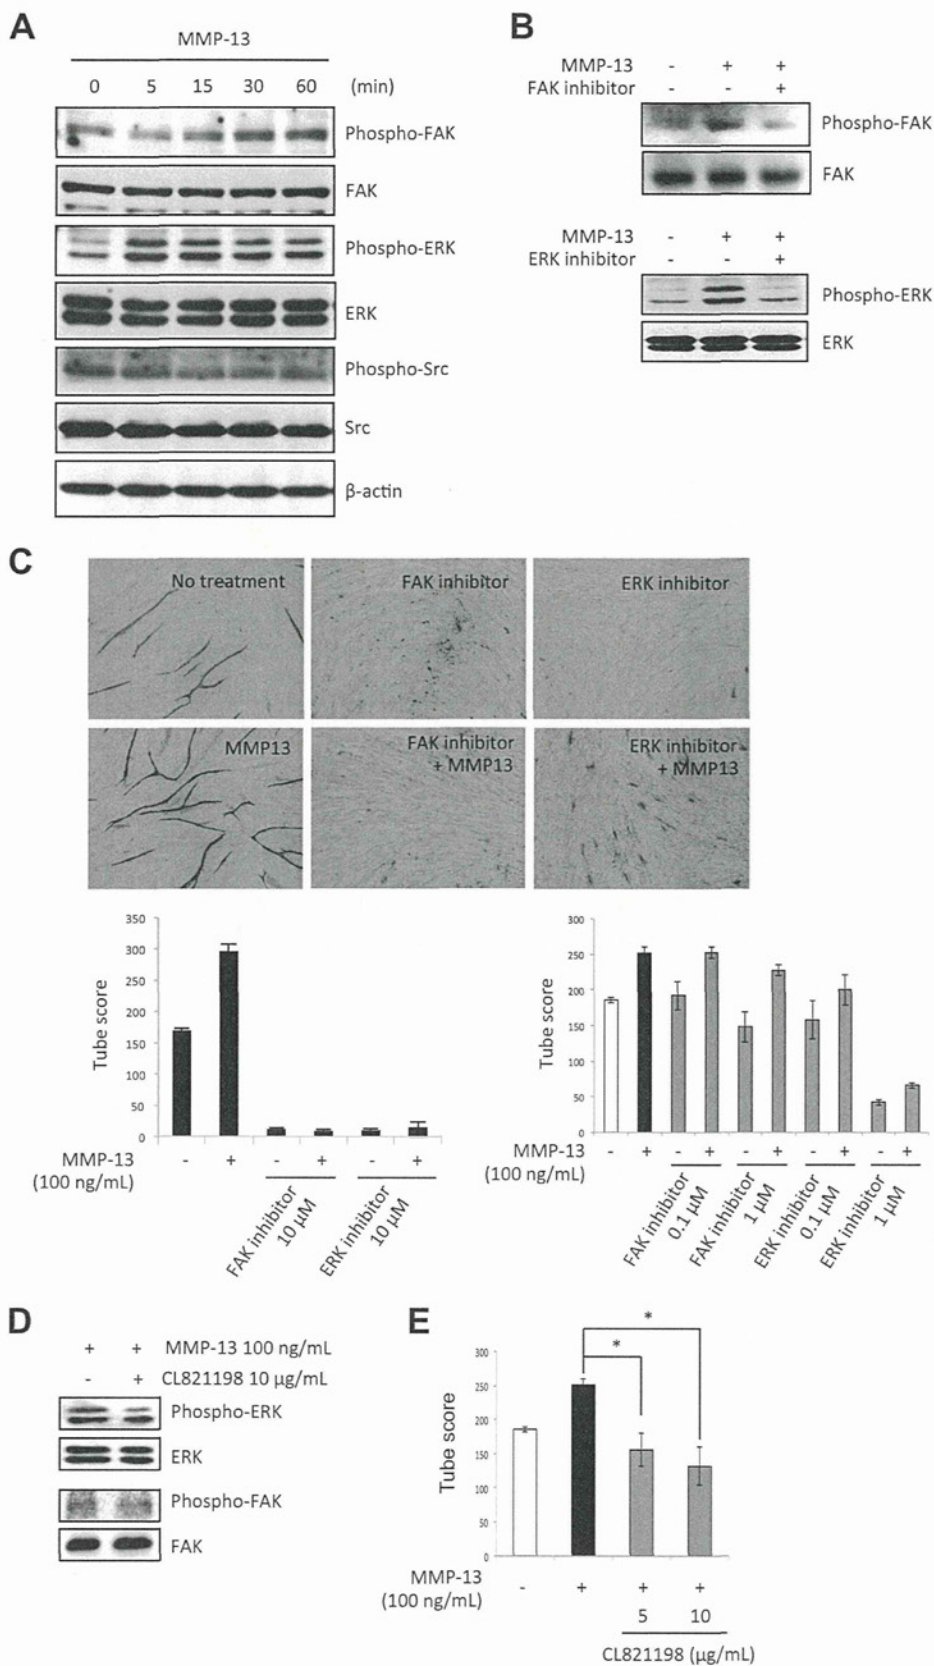 A
MMP-13
0 5 15 30 60 (min)
Phospho-FAK
FAK
Phospho-ERK
ERK
Phospho-Src
Src
β-actin
B
MMP-13 - + +
FAK inhibitor - - +
Phospho-FAK
FAK
MMP-13 - + +
ERK inhibitor - - +
Phospho-ERK
ERK
C
No treatment
FAK inhibitor
ERK inhibitor
MMP13
FAK inhibitor
+ MMP13
ERK inhibitor
+ MMP13
Tube score
350
300
250
200
150
100
50
0
MMP-13 - + - + - +
(100 ng/mL)
FAK inhibitor
10 μM
ERK inhibitor
10 μM
Tube score
300
250
200
150
100
50
0
MMP-13 - + - + - + - + - +
(100 ng/mL)
FAK inhibitor
0.1 μM
FAK inhibitor
1 μM
ERK inhibitor
0.1 μM
ERK inhibitor
1 μM
D
+ + MMP-13 100 ng/mL
- + CL821198 10 μg/mL
Phospho-ERK
ERK
Phospho-FAK
FAK
E
*
*
Tube score
300
250
200
150
100
50
0
MMP-13 - + + +
(100 ng/mL)
5 10
CL821198 (μg/mL)